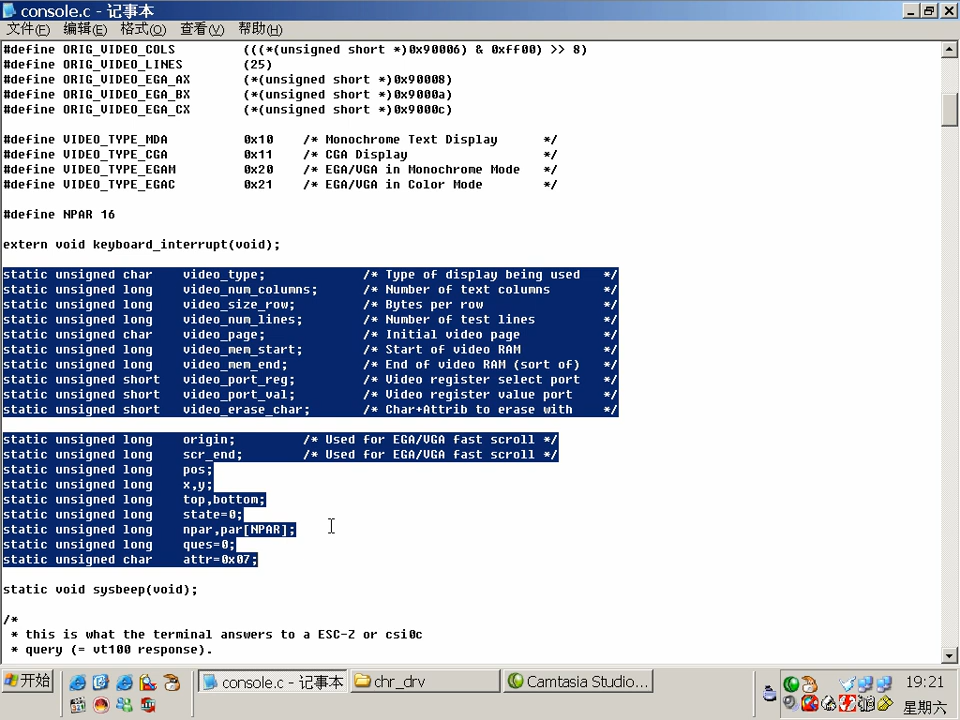 console.c - 记事本
文件(F) 编辑(E) 格式(O) 查看(V) 帮助(H)
#define ORIG_VIDEO_COLS (((*(unsigned short *)0x90006) & 0xff00) >> 8)
#define ORIG_VIDEO_LINES (25)
#define ORIG_VIDEO_EGA_AX (*(unsigned short *)0x90008)
#define ORIG_VIDEO_EGA_BX (*(unsigned short *)0x9000a)
#define ORIG_VIDEO_EGA_CX (*(unsigned short *)0x9000c)
#define VIDEO_TYPE_MDA 0x10 /* Monochrome Text Display */
#define VIDEO_TYPE_CGA 0x11 /* CGA Display */
#define VIDEO_TYPE_EGAM 0x20 /* EGA/VGA in Monochrome Mode */
#define VIDEO_TYPE_EGAC 0x21 /* EGA/VGA in Color Mode */
#define NPAR 16
extern void keyboard_interrupt(void);
static unsigned char video_type; /* Type of display being used */
static unsigned long video_num_columns; /* Number of text columns */
static unsigned long video_size_row; /* Bytes per row */
static unsigned long video_num_lines; /* Number of test lines */
static unsigned char video_page; /* Initial video page */
static unsigned long video_mem_start; /* Start of video RAM */
static unsigned long video_mem_end; /* End of video RAM (sort of) */
static unsigned short video_port_reg; /* Video register select port */
static unsigned short video_port_val; /* Video register value port */
static unsigned short video_erase_char; /* Char+Attrib to erase with */
static unsigned long origin; /* Used for EGA/VGA fast scroll */
static unsigned long scr_end; /* Used for EGA/VGA fast scroll */
static unsigned long pos;
static unsigned long x,y;
static unsigned long top,bottom;
static unsigned long state=0;
static unsigned long npar,par[NPAR];
static unsigned long ques=0;
static unsigned char attr=0x07;
static void sysbeep(void);
/*
* this is what the terminal answers to a ESC-Z or csi0c
* query (= vt100 response).
开始 console.c - 记事本 chr_drv Camtasia Studio... 19:21
星期六